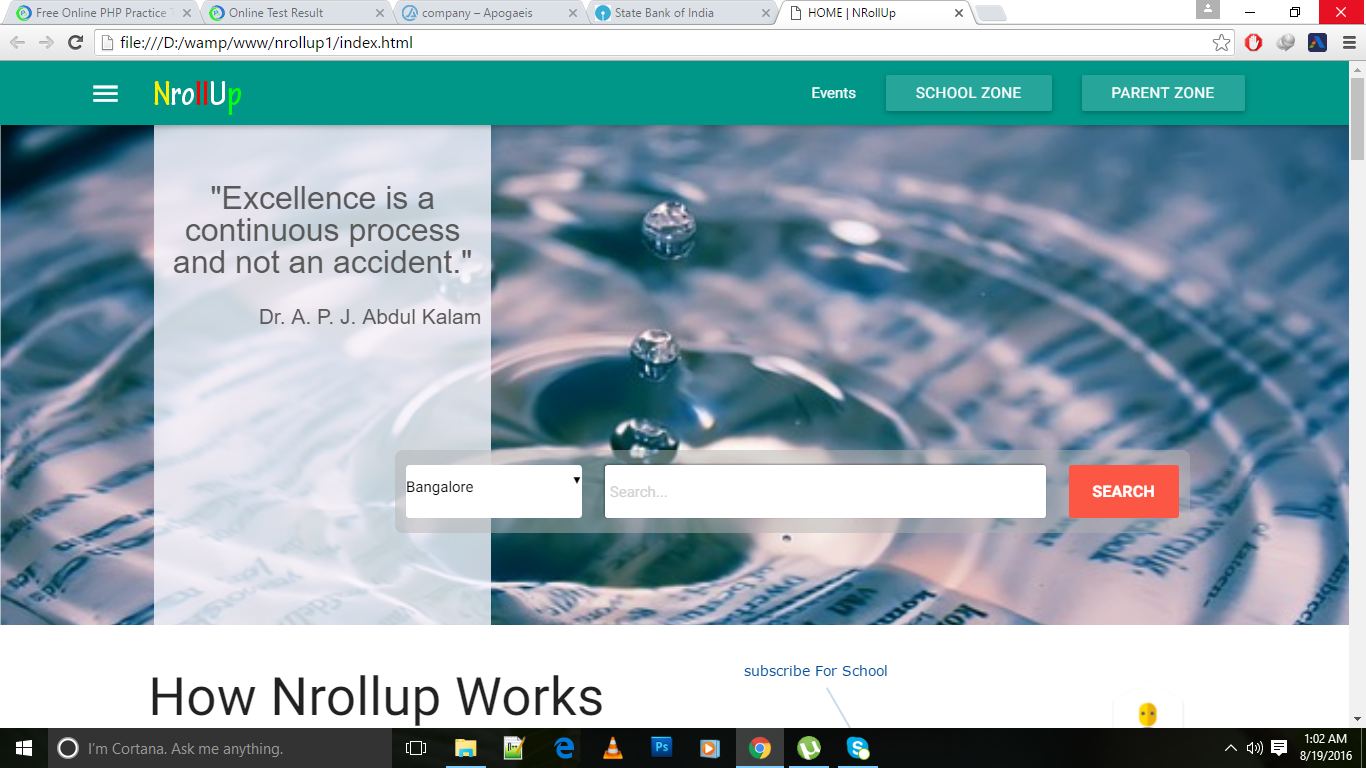 Free Online PHP Practice
Online Test Result
company – Apogaeis
State Bank of India
HOME | NRollUp
file:///D:/wamp/www/nrollup1/index.html
NrollUp
Events
SCHOOL ZONE
PARENT ZONE
"Excellence is a
continuous process
and not an accident."
Dr. A. P. J. Abdul Kalam
Bangalore
Search...
SEARCH
How Nrollup Works
subscribe For School
I'm Cortana. Ask me anything.
Ps
1:02 AM
8/19/2016